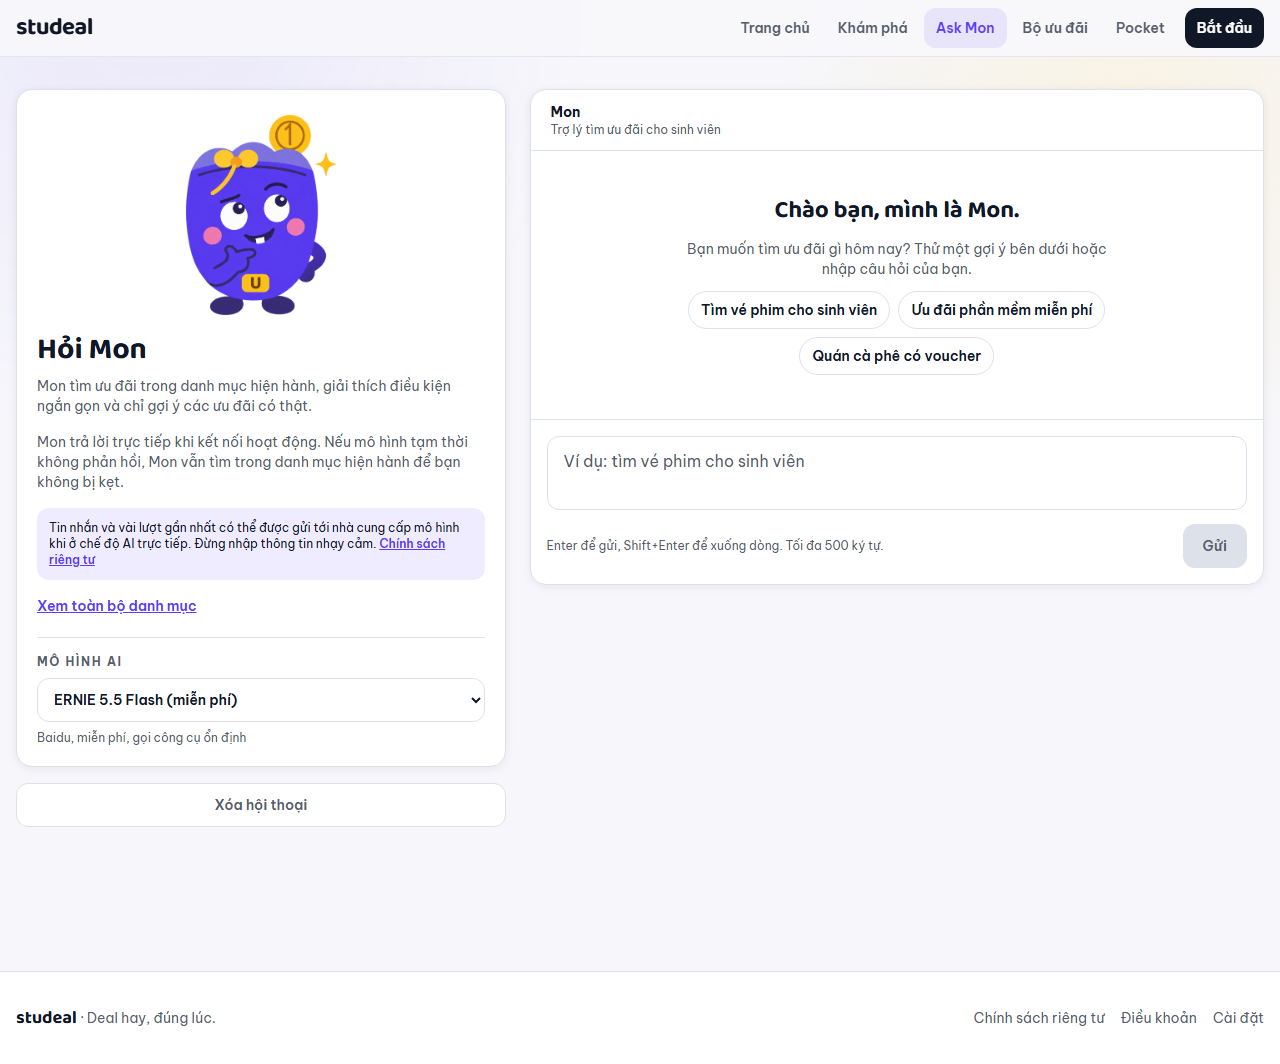 studeal
Trang chủ
Khám phá
Ask Mon
Bộ ưu đãi
Pocket
Bắt đầu
1
U
Hỏi Mon
Mon tìm ưu đãi trong danh mục hiện hành, giải thích điều kiện
ngắn gọn và chỉ gợi ý các ưu đãi có thật.
Mon trả lời trực tiếp khi kết nối hoạt động. Nếu mô hình tạm thời
không phản hồi, Mon vẫn tìm trong danh mục hiện hành để bạn
không bị kẹt.
Tin nhắn và vài lượt gần nhất có thể được gửi tới nhà cung cấp mô hình
khi ở chế độ AI trực tiếp. Đừng nhập thông tin nhạy cảm. Chính sách
riêng tư
Xem toàn bộ danh mục
MÔ HÌNH AI
ERNIE 5.5 Flash (miễn phí)
Baidu, miễn phí, gọi công cụ ổn định
Xóa hội thoại
Mon
Trợ lý tìm ưu đãi cho sinh viên
Chào bạn, mình là Mon.
Bạn muốn tìm ưu đãi gì hôm nay? Thử một gợi ý bên dưới hoặc
nhập câu hỏi của bạn.
Tìm vé phim cho sinh viên
Ưu đãi phần mềm miễn phí
Quán cà phê có voucher
Ví dụ: tìm vé phim cho sinh viên
Enter để gửi, Shift+Enter để xuống dòng. Tối đa 500 ký tự.
Gửi
studeal · Deal hay, đúng lúc.
Chính sách riêng tư
Điều khoản
Cài đặt